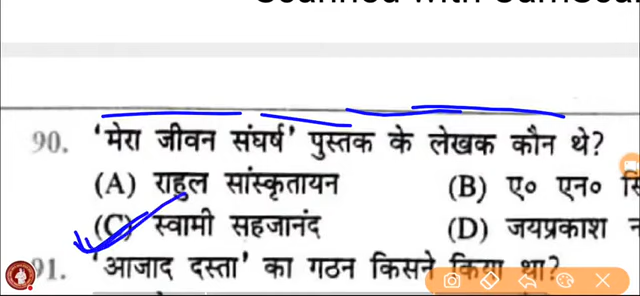 90. 'मेरा जीवन संघर्ष' पुस्तक के लेखक कौन थे?
(A) राहुल सांस्कृतायन (B) ए० एन०
(C) स्वामी सहजानंद (D) जयप्रकाश
91. 'आजाद दस्ता' का गठन किसने किया था?